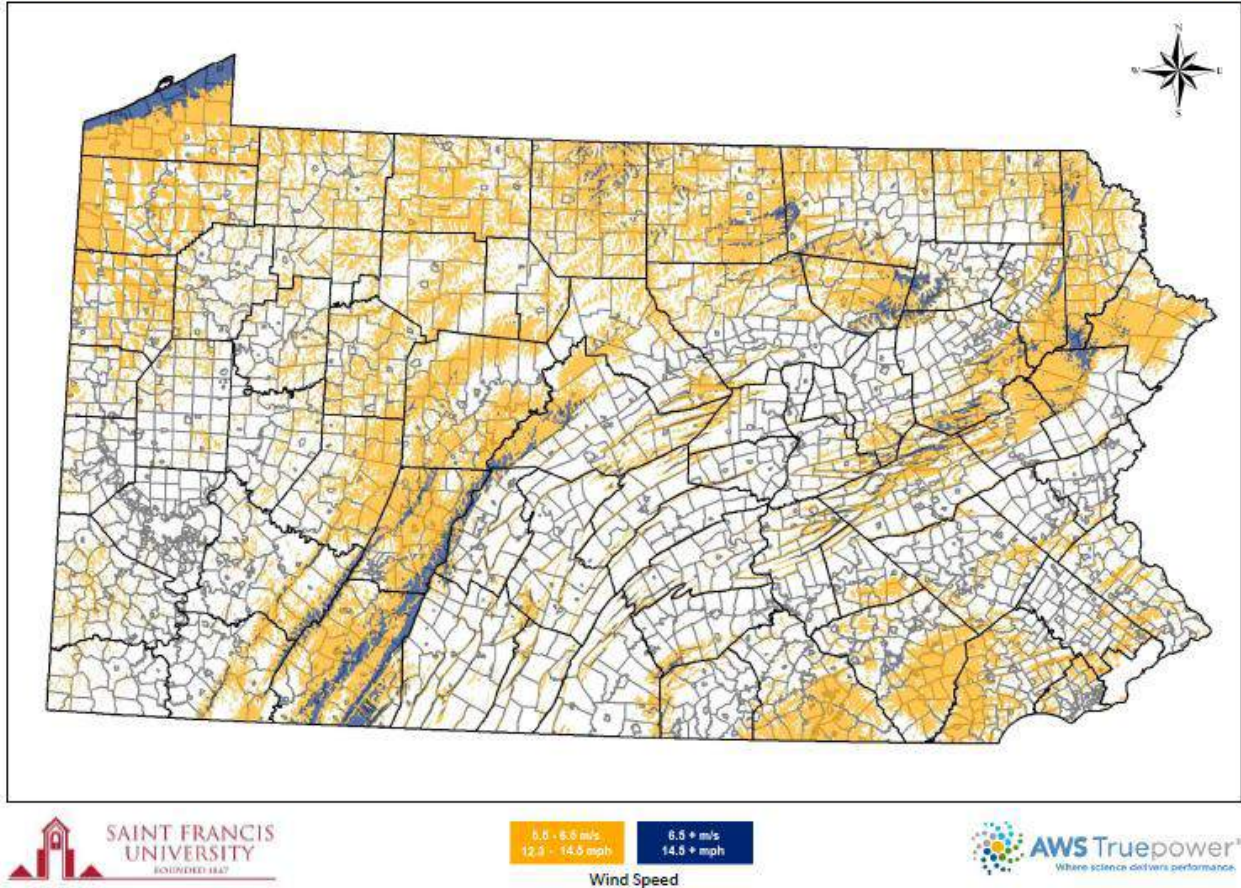 N
W E
S
SAINT FRANCIS
UNIVERSITY
FOUNDED 1847
5.5 - 6.5 m/s
12.3 - 14.5 mph
6.5 + m/s
14.5 + mph
Wind Speed
AWS Truepower
Where science delivers performance.